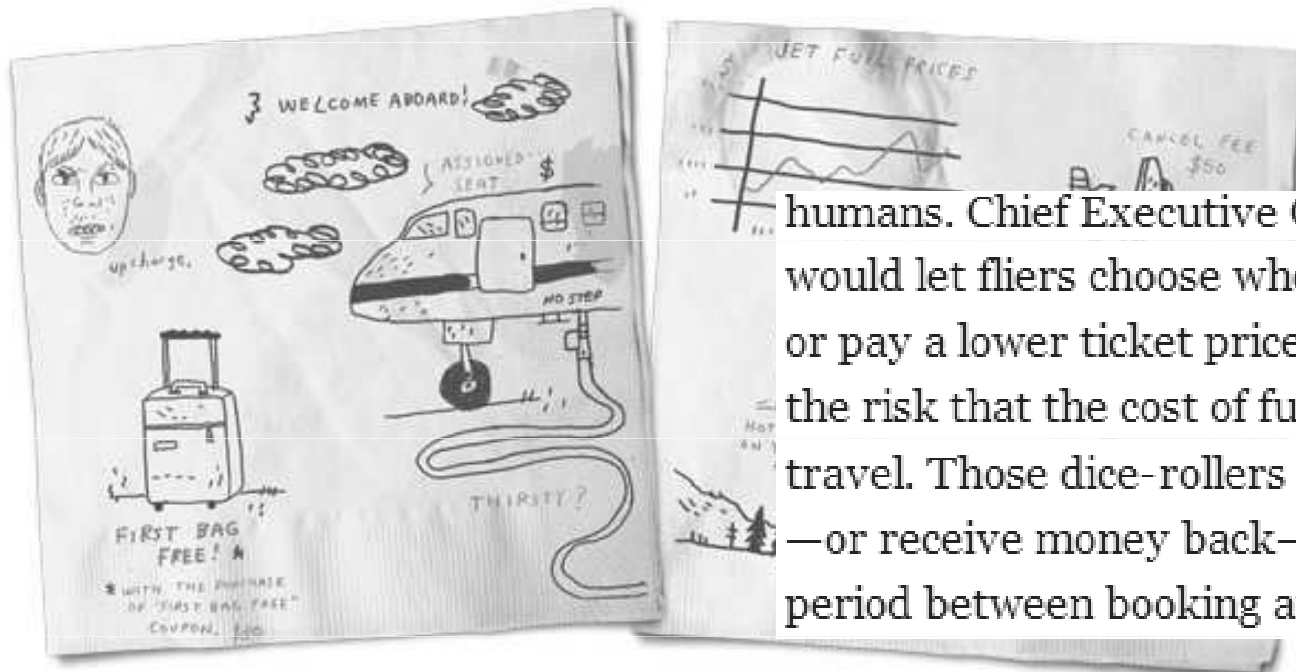 WELCOME ABOARD!
ASSIGNED
SEAT
$
upcharge.
NO STEP
THIRSTY?
FIRST BAG
FREE! *
* WITH THE PURCHASE
OF "FIRST BAG FREE"
COUPON.
$
JET FUEL PRICES
CANCEL FEE
$50
HOT
ON
humans. Chief Executive
would let fliers choose
or pay a lower ticket price
the risk that the cost of
travel. Those dice-rollers
—or receive money back—
period between booking